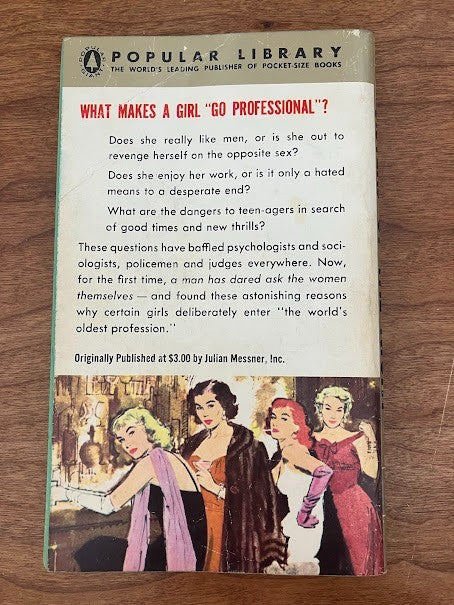 POPULAR GIANT
POPULAR LIBRARY
THE WORLD'S LEADING PUBLISHER OF POCKET-SIZE BOOKS
WHAT MAKES A GIRL "GO PROFESSIONAL"?
Does she really like men, or is she out to
revenge herself on the opposite sex?
Does she enjoy her work, or is it only a hated
means to a desperate end?
What are the dangers to teen-agers in search
of good times and new thrills?
These questions have baffled psychologists and soci-
ologists, policemen and judges everywhere. Now,
for the first time, a man has dared ask the women
themselves — and found these astonishing reasons
why certain girls deliberately enter "the world's
oldest profession."
Originally Published at $3.00 by Julian Messner, Inc.